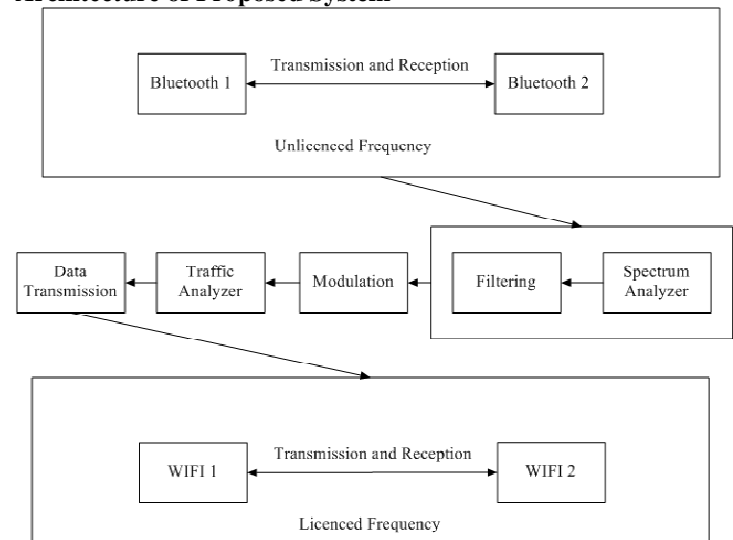 Architecture of Proposed System
Transmission and Reception
Bluetooth 1
Bluetooth 2
Unlicenced Frequency
Data
Transmission
Traffic
Analyzer
Modulation
Filtering
Spectrum
Analyzer
Transmission and Reception
WIFI 1
WIFI 2
Licenced Frequency